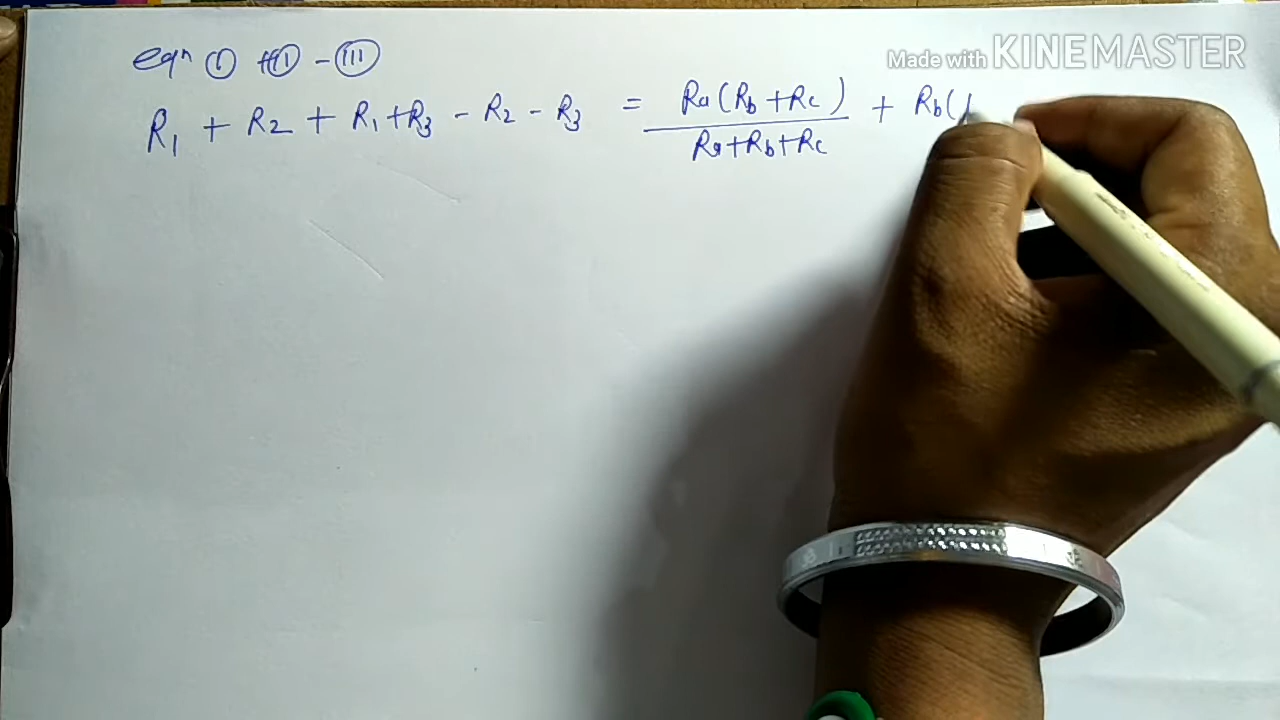 Made with KINEMASTER
eqn (I) + (II) - (III)
R1 + R2 + R1 + R3 - R2 - R3 = Ra(Rb+Rc) / Ra+Rb+Rc + Rb(